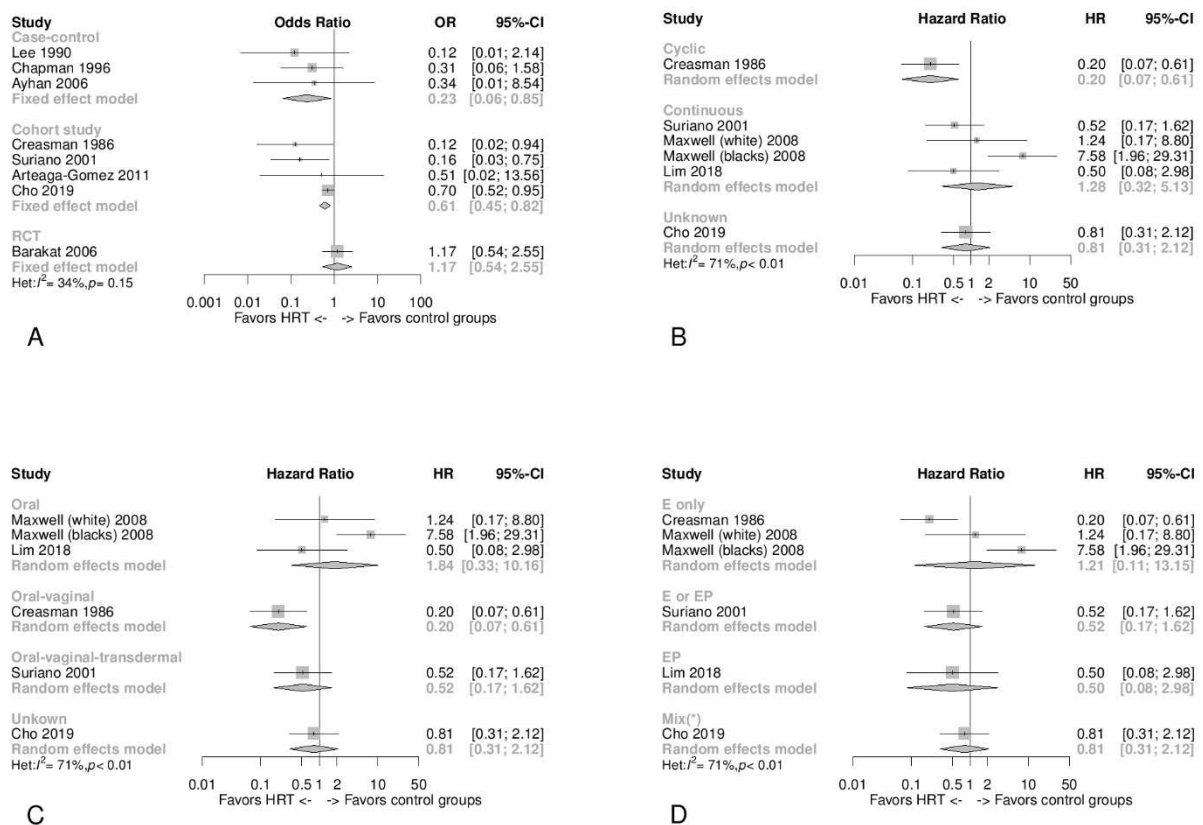 Study Odds Ratio OR 95%-CI
Case-control
Lee 1990 0.12 [0.01; 2.14]
Chapman 1996 0.31 [0.06; 1.58]
Ayhan 2006 0.34 [0.01; 8.54]
Fixed effect model 0.23 [0.06; 0.85]
Cohort study
Creasman 1986 0.12 [0.02; 0.94]
Suriano 2001 0.16 [0.03; 0.75]
Arteaga-Gomez 2011 0.51 [0.02; 13.56]
Cho 2019 0.70 [0.52; 0.95]
Fixed effect model 0.61 [0.45; 0.82]
RCT
Barakat 2006 1.17 [0.54; 2.55]
Fixed effect model 1.17 [0.54; 2.55]
Het:I²= 34%,p= 0.15
0.001 0.01 0.1 1 10 100
Favors HRT <- -> Favors control groups
A
Study Hazard Ratio HR 95%-CI
Cyclic
Creasman 1986 0.20 [0.07; 0.61]
Random effects model 0.20 [0.07; 0.61]
Continuous
Suriano 2001 0.52 [0.17; 1.62]
Maxwell (white) 2008 1.24 [0.17; 8.80]
Maxwell (blacks) 2008 7.58 [1.96; 29.31]
Lim 2018 0.50 [0.08; 2.98]
Random effects model 1.28 [0.32; 5.13]
Unknown
Cho 2019 0.81 [0.31; 2.12]
Random effects model 0.81 [0.31; 2.12]
Het:I²= 71%,p< 0.01
0.01 0.1 0.5 1 2 10 50
Favors HRT <- -> Favors control groups
B
Study Hazard Ratio HR 95%-CI
Oral
Maxwell (white) 2008 1.24 [0.17; 8.80]
Maxwell (blacks) 2008 7.58 [1.96; 29.31]
Lim 2018 0.50 [0.08; 2.98]
Random effects model 1.84 [0.33; 10.16]
Oral-vaginal
Creasman 1986 0.20 [0.07; 0.61]
Random effects model 0.20 [0.07; 0.61]
Oral-vaginal-transdermal
Suriano 2001 0.52 [0.17; 1.62]
Random effects model 0.52 [0.17; 1.62]
Unkown
Cho 2019 0.81 [0.31; 2.12]
Random effects model 0.81 [0.31; 2.12]
Het:I²= 71%,p< 0.01
0.1 0.5 1 2 10 50
Favors HRT <- -> Favors control groups
C
Study Hazard Ratio HR 95%-CI
E only
Creasman 1986 0.20 [0.07; 0.61]
Maxwell (white) 2008 1.24 [0.17; 8.80]
Maxwell (blacks) 2008 7.58 [1.96; 29.31]
Random effects model 1.21 [0.11; 13.15]
E or EP
Suriano 2001 0.52 [0.17; 1.62]
Random effects model 0.52 [0.17; 1.62]
EP
Lim 2018 0.50 [0.08; 2.98]
Random effects model 0.50 [0.08; 2.98]
Mix(*)
Cho 2019 0.81 [0.31; 2.12]
Random effects model 0.81 [0.31; 2.12]
Het:I²= 71%,p< 0.01
0.01 0.1 0.5 1 2 10 50
Favors HRT <- -> Favors control groups
D